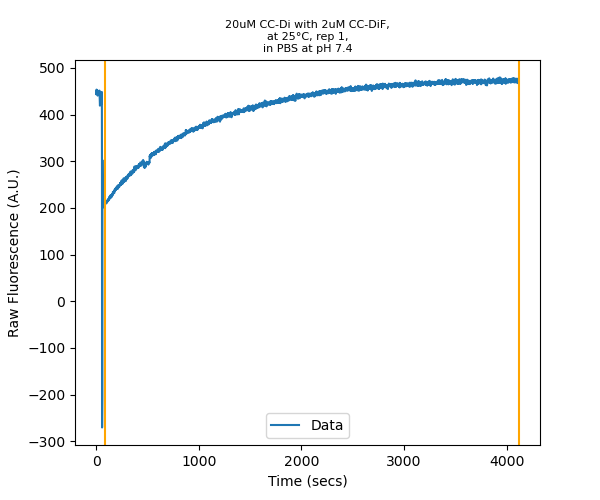 20uM CC-Di with 2uM CC-DiF,
at 25°C, rep 1,
in PBS at pH 7.4
500
400
300
200
100
0
−100
−200
−300
Raw Fluorescence (A.U.)
Data
0 1000 2000 3000 4000
Time (secs)